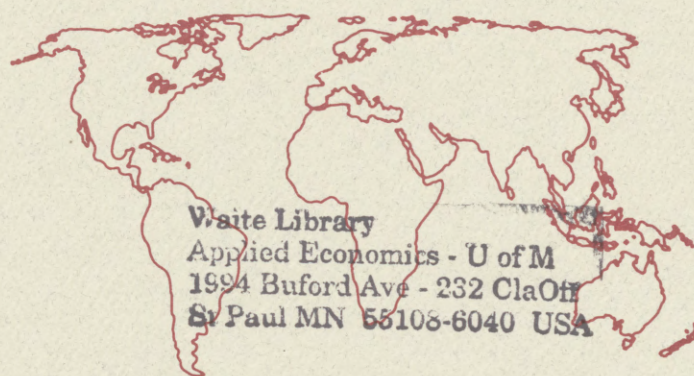 Waite Library
Applied Economics - U of M
1994 Buford Ave - 232 ClaOff
St Paul MN 55108-6040 USA